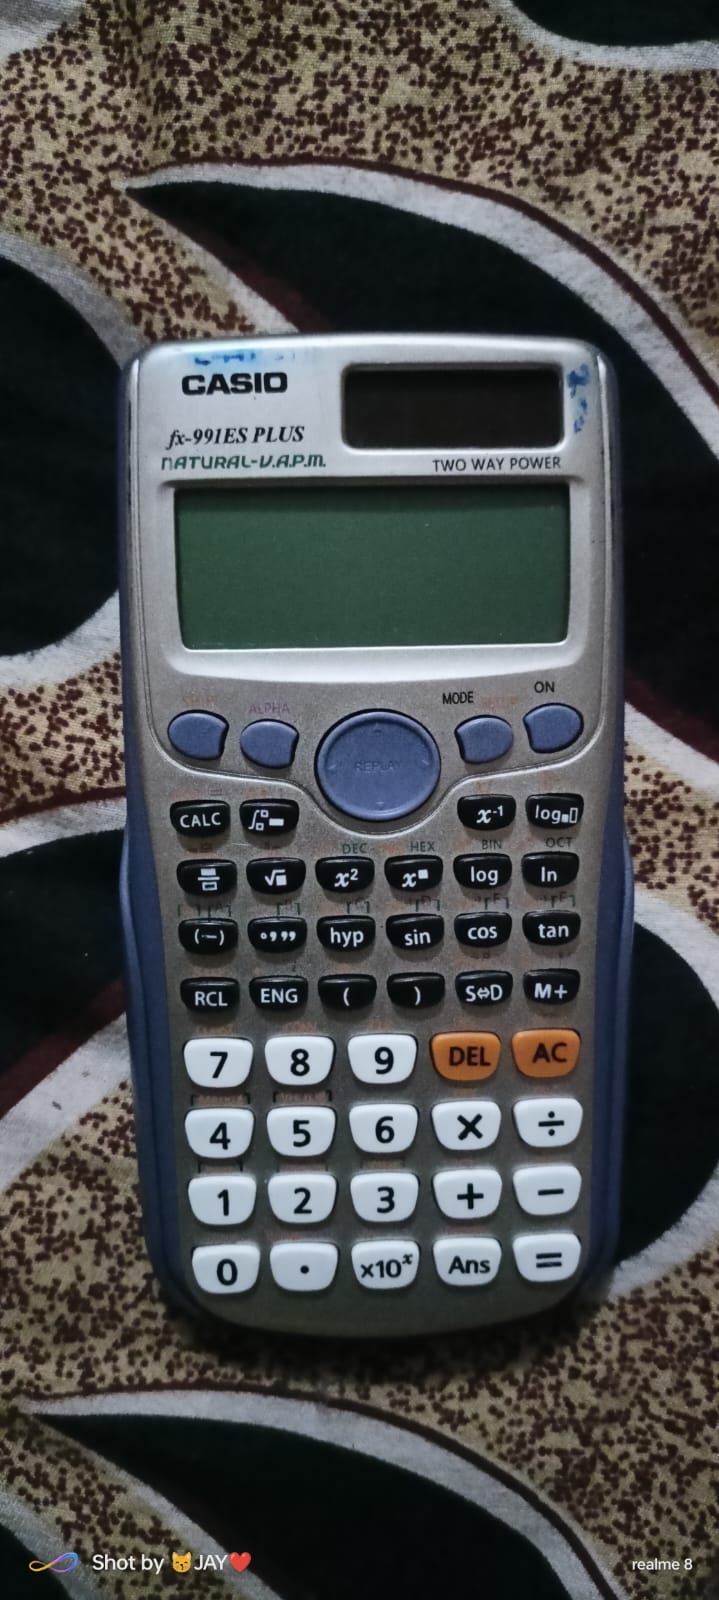 CASIO
fx-991ES PLUS
NATURAL-V.A.P.M.
TWO WAY POWER
SHIFT ALPHA MODE SETUP ON
REPLAY
CALC ∫ x⁻¹ log
DEC HEX BIN OCT
√ x² x log ln
(−) ° ' '' hyp sin cos tan
RCL ENG ( ) S⇔D M+
7 8 9 DEL AC
4 5 6 × ÷
1 2 3 + −
0 . ×10ˣ Ans =
Shot by 😸JAY❤️
realme 8